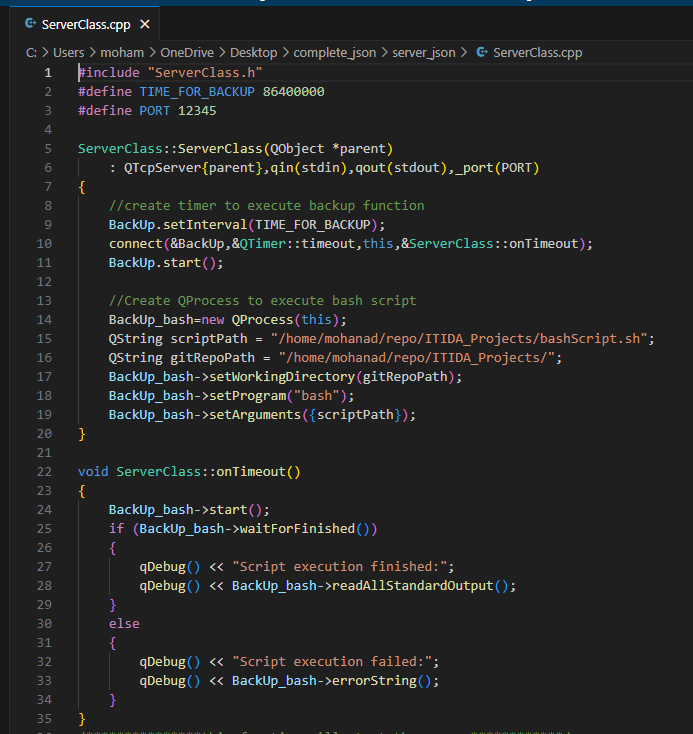 ServerClass.cpp
C: > Users > moham > OneDrive > Desktop > complete_json > server_json > ServerClass.cpp
1 #include "ServerClass.h"
2 #define TIME_FOR_BACKUP 86400000
3 #define PORT 12345
4
5 ServerClass::ServerClass(QObject *parent)
6     : QTcpServer{parent},qin(stdin),qout(stdout),_port(PORT)
7 {
8     //create timer to execute backup function
9     BackUp.setInterval(TIME_FOR_BACKUP);
10     connect(&BackUp,&QTimer::timeout,this,&ServerClass::onTimeout);
11     BackUp.start();
12
13     //Create QProcess to execute bash script
14     BackUp_bash=new QProcess(this);
15     QString scriptPath = "/home/mohanad/repo/ITIDA_Projects/bashScript.sh";
16     QString gitRepoPath = "/home/mohanad/repo/ITIDA_Projects/";
17     BackUp_bash->setWorkingDirectory(gitRepoPath);
18     BackUp_bash->setProgram("bash");
19     BackUp_bash->setArguments({scriptPath});
20 }
21
22 void ServerClass::onTimeout()
23 {
24     BackUp_bash->start();
25     if (BackUp_bash->waitForFinished())
26     {
27         qDebug() << "Script execution finished:";
28         qDebug() << BackUp_bash->readAllStandardOutput();
29     }
30     else
31     {
32         qDebug() << "Script execution failed:";
33         qDebug() << BackUp_bash->errorString();
34     }
35 }